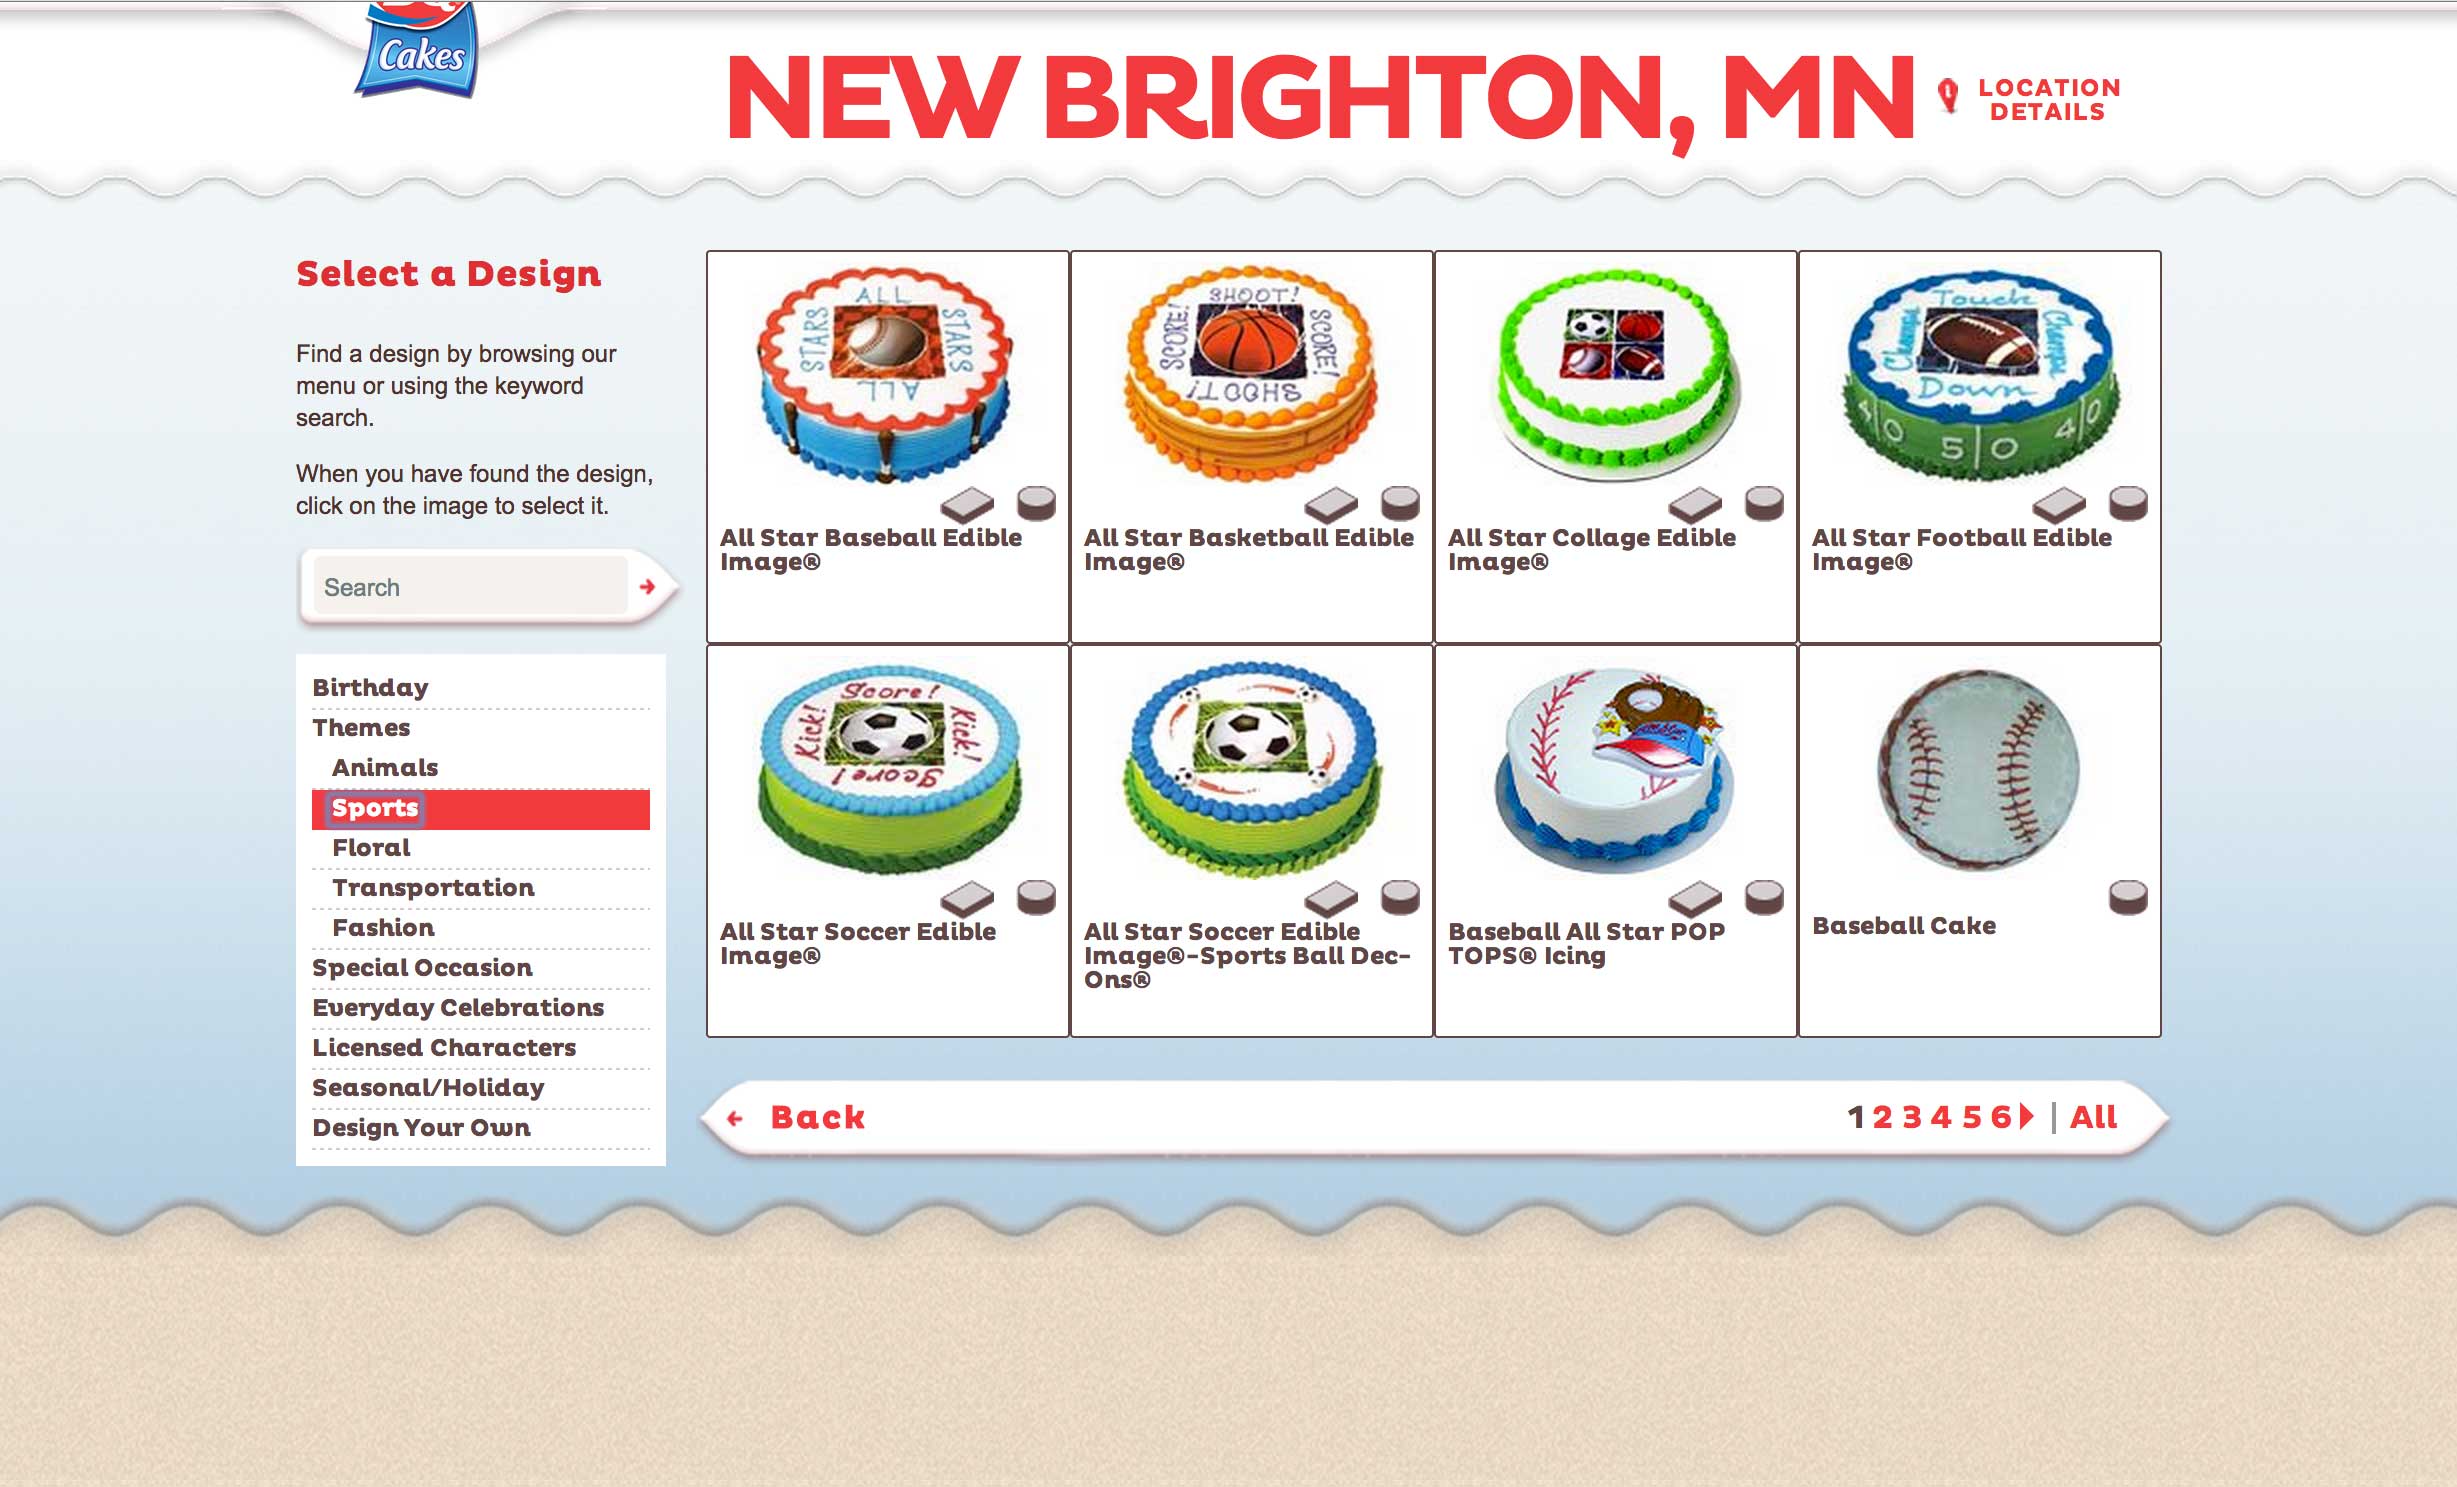 Cakes
NEW BRIGHTON, MN
LOCATION
DETAILS
Select a Design
Find a design by browsing our
menu or using the keyword
search.
When you have found the design,
click on the image to select it.
Search
Birthday
Themes
Animals
Sports
Floral
Transportation
Fashion
Special Occasion
Everyday Celebrations
Licensed Characters
Seasonal/Holiday
Design Your Own
ALL
STARS
STARS
ALL
All Star Baseball Edible
Image®
SHOOT!
SCORE!
SCORE!
SHOOT!
All Star Basketball Edible
Image®
All Star Collage Edible
Image®
Touch
Champs
Champs
Down
40
50
40
All Star Football Edible
Image®
Score!
Kick!
Kick!
Score!
All Star Soccer Edible
Image®
All Star Soccer Edible
Image®-Sports Ball Dec-
Ons®
Baseball All Star POP
TOPS® Icing
Baseball Cake
Back
1 2 3 4 5 6 | All